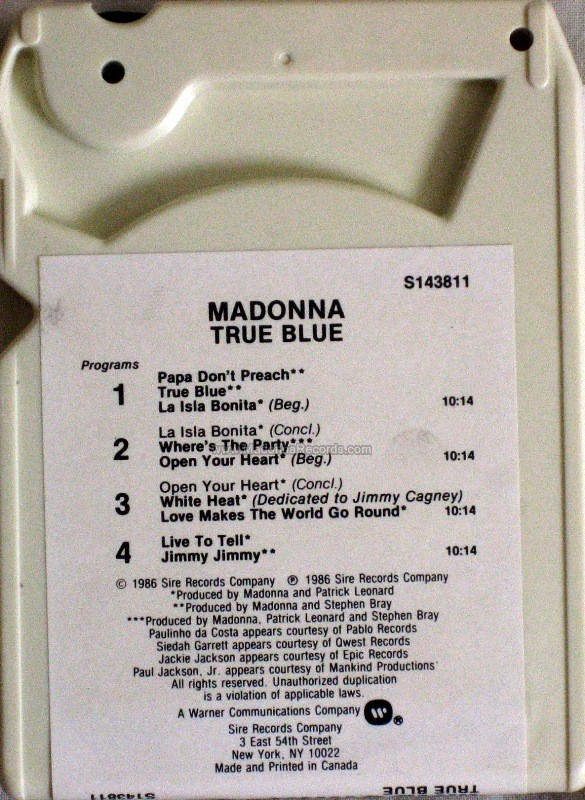 S143811
MADONNA
TRUE BLUE
Programs
1
Papa Don't Preach**
True Blue**
La Isla Bonita* (Beg.) 10:14
2
La Isla Bonita* (Concl.)
Where's The Party***
Open Your Heart* (Beg.) 10:14
3
Open Your Heart* (Concl.)
White Heat* (Dedicated to Jimmy Cagney)
Love Makes The World Go Round* 10:14
4
Live To Tell*
Jimmy Jimmy** 10:14
© 1986 Sire Records Company ℗ 1986 Sire Records Company
*Produced by Madonna and Patrick Leonard
**Produced by Madonna and Stephen Bray
***Produced by Madonna, Patrick Leonard and Stephen Bray
Paulinho da Costa appears courtesy of Pablo Records
Siedah Garrett appears courtesy of Qwest Records
Jackie Jackson appears courtesy of Epic Records
Paul Jackson, Jr. appears courtesy of Mankind Productions
All rights reserved. Unauthorized duplication
is a violation of applicable laws.
A Warner Communications Company ®
Sire Records Company
3 East 54th Street
New York, NY 10022
Made and Printed in Canada
S143811 TRUE BLUE